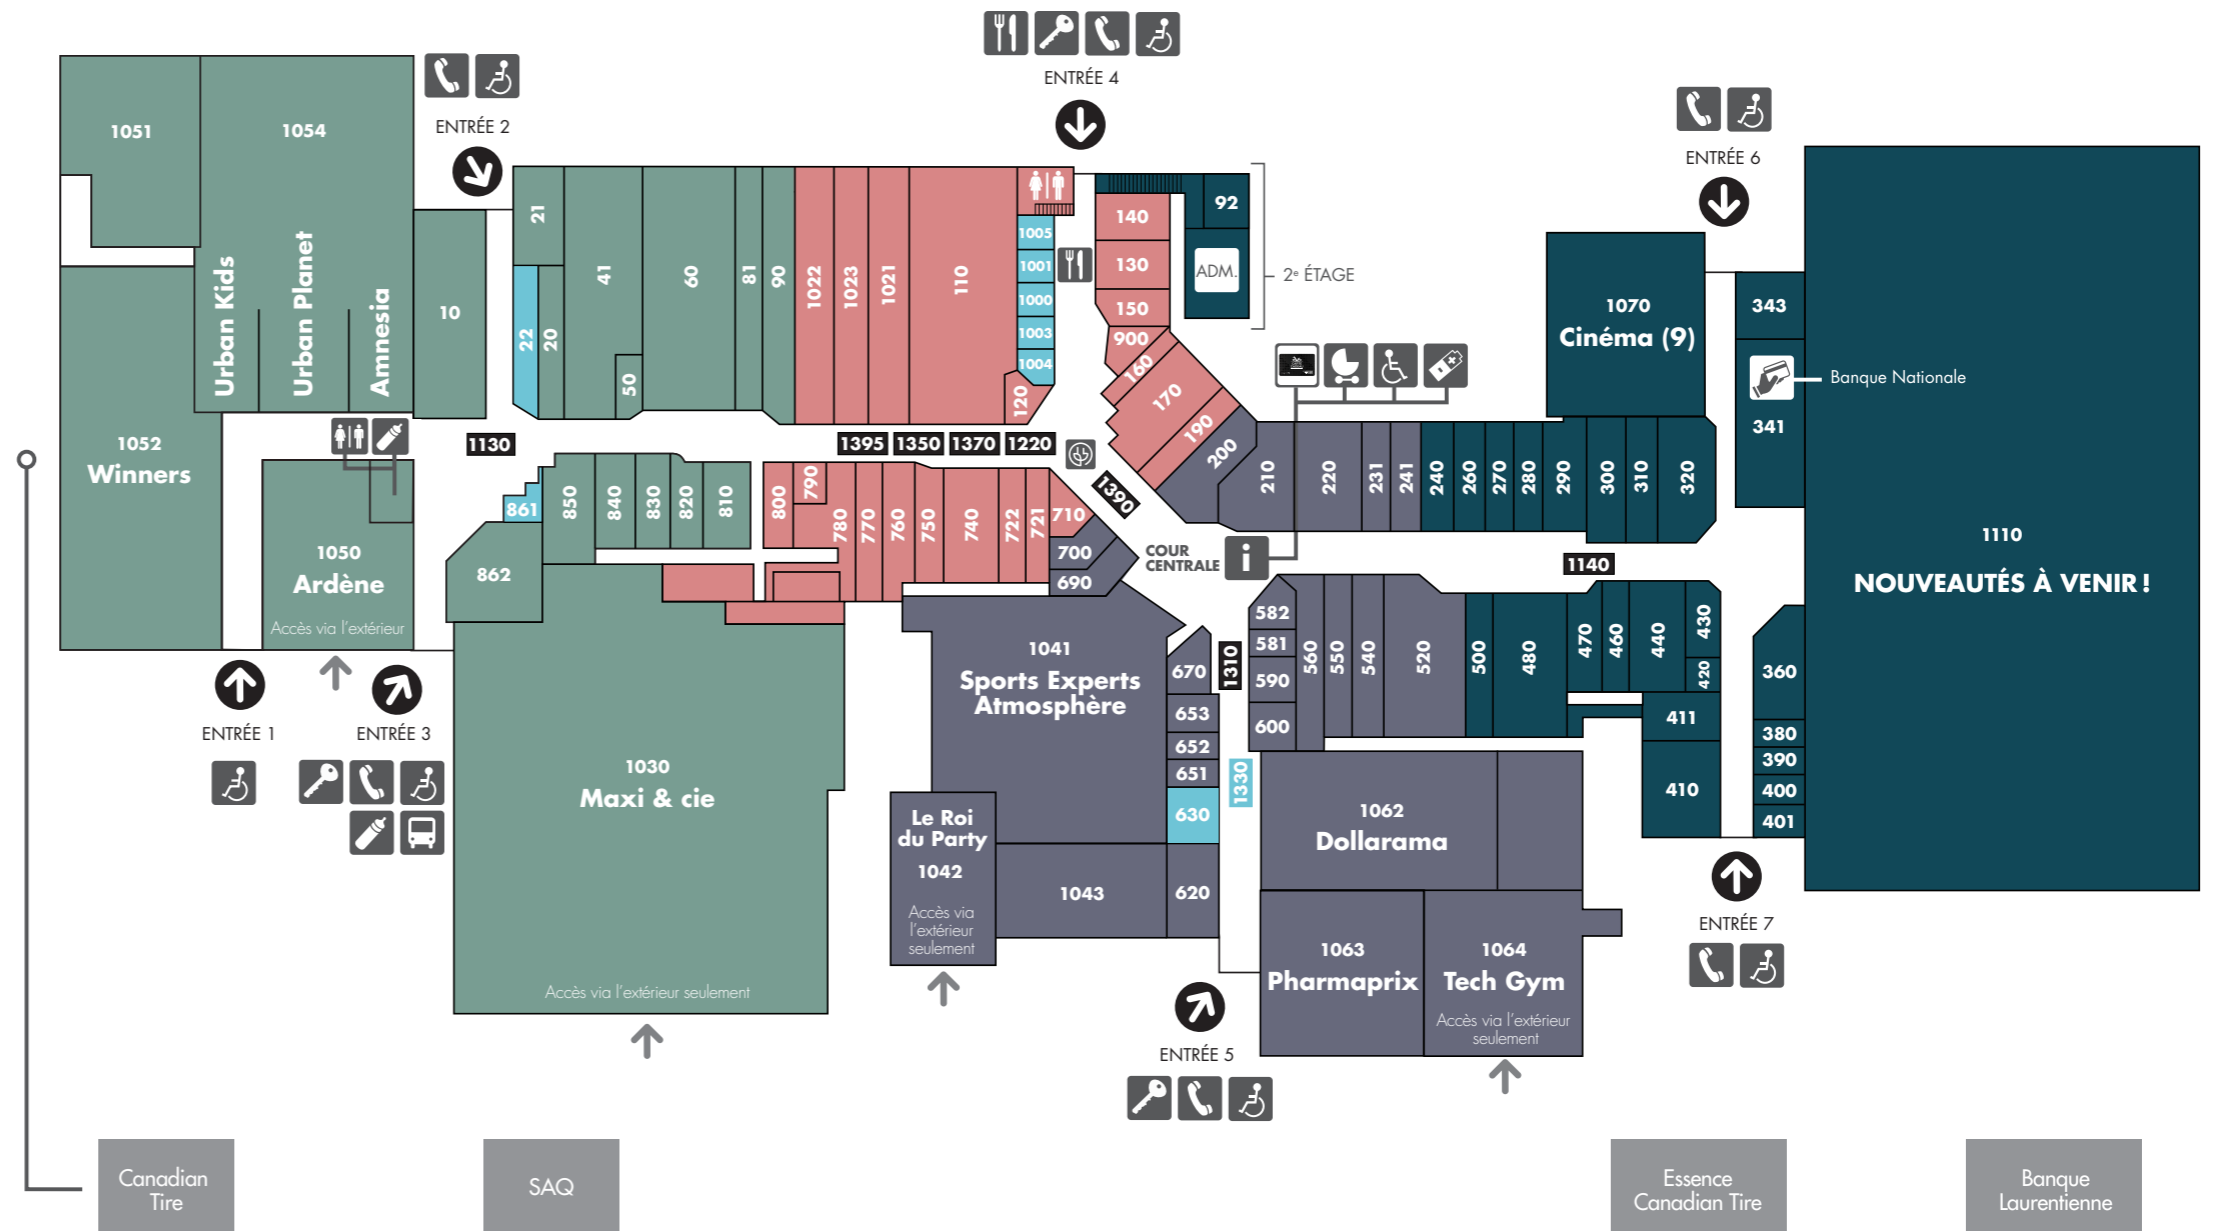 ENTRÉE 4
1051
1054
ENTRÉE 2
ENTRÉE 6
21
92
140
1005
130
ADM.
2e ÉTAGE
1001
1000
1003
1004
150
900
160
170
190
200
120
Urban Kids
Urban Planet
Amnesia
10
22
20
41
50
60
81
90
1022
1023
1021
110
1070
Cinéma (9)
343
Banque Nationale
341
1052
Winners
1130
1395
1350
1370
1220
1390
210
220
231
241
240
260
270
280
290
300
310
320
861
850
840
830
820
810
800
790
780
770
760
750
740
722
721
710
700
690
COUR
CENTRALE
i
1140
1110
NOUVEAUTÉS À VENIR !
1050
Ardène
Accès via l'extérieur
862
1041
Sports Experts
Atmosphère
670
653
652
651
630
620
1310
1330
582
581
590
600
560
550
540
520
500
480
470
460
440
430
420
411
410
360
380
390
400
401
ENTRÉE 1
ENTRÉE 3
1030
Maxi & cie
Accès via l'extérieur seulement
Le Roi
du Party
1042
Accès via
l'extérieur
seulement
1043
1062
Dollarama
1063
Pharmaprix
1064
Tech Gym
Accès via l'extérieur
seulement
ENTRÉE 7
ENTRÉE 5
Canadian
Tire
SAQ
Essence
Canadian Tire
Banque
Laurentienne